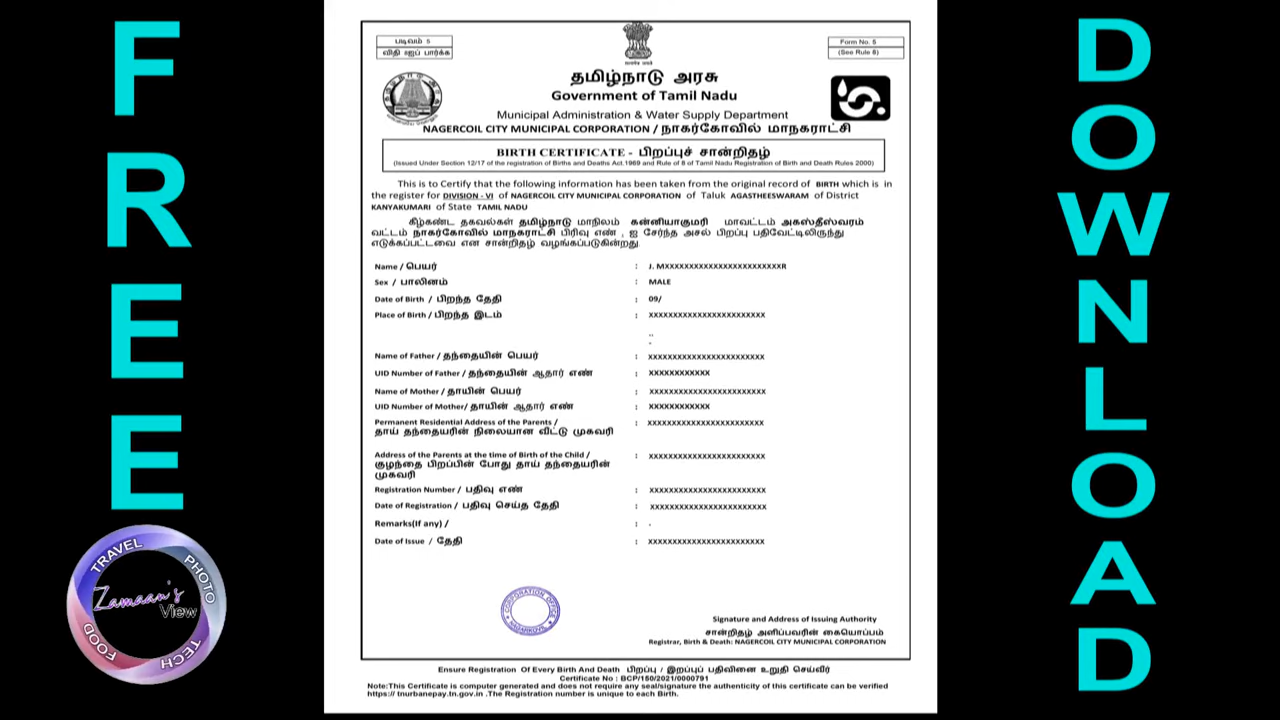 FREE
DOWNLOAD
படிவம் 5
விதி 8ஐப் பார்க்க
Form No. 5
(See Rule 8)
தமிழ்நாடு அரசு
Government of Tamil Nadu
Municipal Administration & Water Supply Department
NAGERCOIL CITY MUNICIPAL CORPORATION / நாகர்கோவில் மாநகராட்சி
BIRTH CERTIFICATE - பிறப்புச் சான்றிதழ்
(Issued Under Section 12/17 of the registration of Births and Deaths Act.1969 and Rule of 8 of Tamil Nadu Registration of Birth and Death Rules 2000)
This is to Certify that the following information has been taken from the original record of BIRTH which is in
the register for DIVISION - VI of NAGERCOIL CITY MUNICIPAL CORPORATION of Taluk AGASTHEESWARAM of District
KANYAKUMARI of State TAMIL NADU
கீழ்கண்ட தகவல்கள் தமிழ்நாடு மாநிலம் கன்னியாகுமரி மாவட்டம் அகஸ்தீஸ்வரம்
வட்டம் நாகர்கோவில் மாநகராட்சி பிரிவு எண் , ஐ சேர்ந்த அசல் பிறப்பு பதிவேட்டிலிருந்து
எடுக்கப்பட்டவை என சான்றிதழ் வழங்கப்படுகின்றது.
Name / பெயர் : J. MXXXXXXXXXXXXXXXXXXXXXXXXR
Sex / பாலினம் : MALE
Date of Birth / பிறந்த தேதி : 09/
Place of Birth / பிறந்த இடம் : XXXXXXXXXXXXXXXXXXXXXXXX
Name of Father / தந்தையின் பெயர் : XXXXXXXXXXXXXXXXXXXXXXXX
UID Number of Father / தந்தையின் ஆதார் எண் : XXXXXXXXXXXX
Name of Mother / தாயின் பெயர் : XXXXXXXXXXXXXXXXXXXXXXXX
UID Number of Mother/ தாயின் ஆதார் எண் : XXXXXXXXXXXX
Permanent Residential Address of the Parents / : XXXXXXXXXXXXXXXXXXXXXXXX
தாய் தந்தையரின் நிலையான வீட்டு முகவரி
Address of the Parents at the time of Birth of the Child / : XXXXXXXXXXXXXXXXXXXXXXXX
குழந்தை பிறப்பின் போது தாய் தந்தையரின்
முகவரி
Registration Number / பதிவு எண் : XXXXXXXXXXXXXXXXXXXXXXXX
Date of Registration / பதிவு செய்த தேதி : XXXXXXXXXXXXXXXXXXXXXXXX
Remarks(If any) / : .
Date of Issue / தேதி : XXXXXXXXXXXXXXXXXXXXXXXX
CORPORATION OFFICE
Signature and Address of Issuing Authority
சான்றிதழ் அளிப்பவரின் கையொப்பம்
Registrar, Birth & Death: NAGERCOIL CITY MUNICIPAL CORPORATION
Ensure Registration Of Every Birth And Death பிறப்பு / இறப்புப் பதிவினை உறுதி செய்வீர்
Certificate No : BCP/150/2021/0000791
Note:This Certificate is computer generated and does not require any seal/signature the authenticity of this certificate can be verified
https:// tnurbanepay.tn.gov.in .The Registration number is unique to each Birth.
TRAVEL
PHOTO
TECH
FOOD
Zamaan's
View